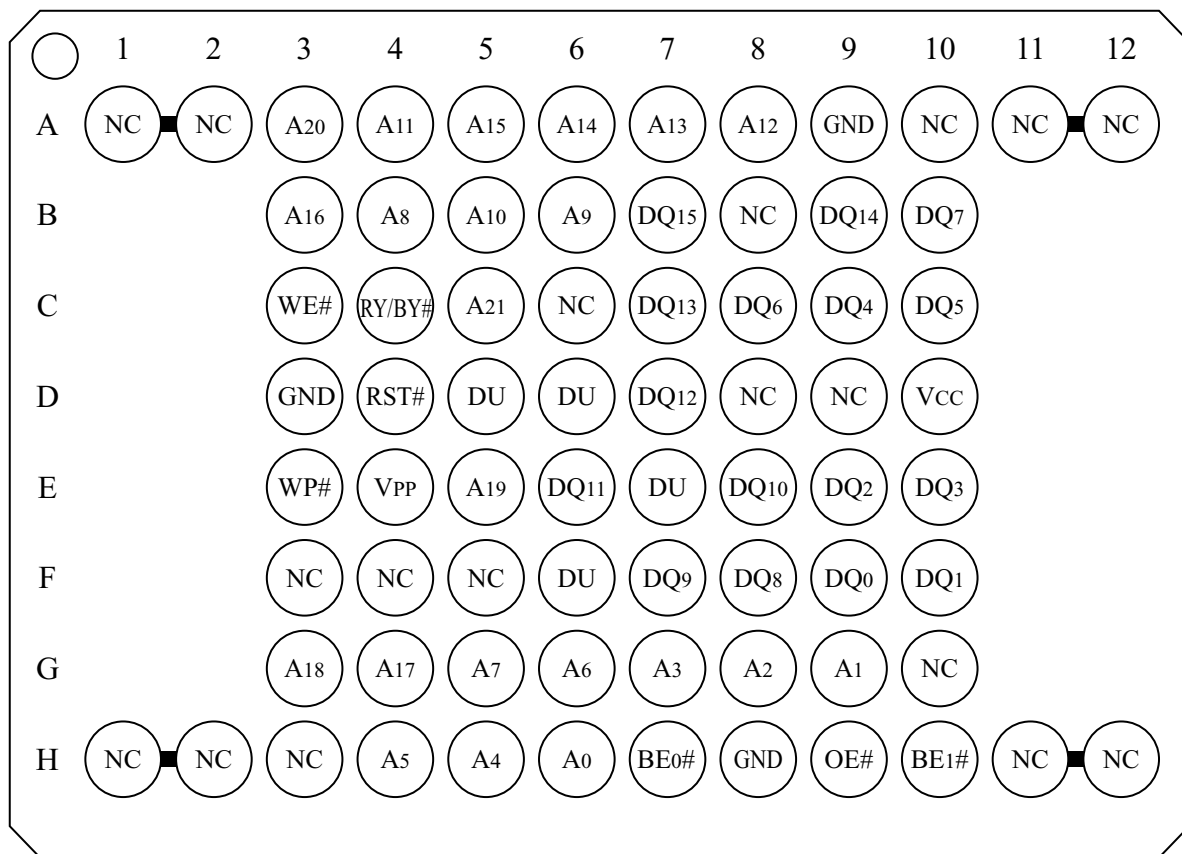 1 2 3 4 5 6 7 8 9 10 11 12
A NC NC A20 A11 A15 A14 A13 A12 GND NC NC NC
B A16 A8 A10 A9 DQ15 NC DQ14 DQ7
C WE# RY/BY# A21 NC DQ13 DQ6 DQ4 DQ5
D GND RST# DU DU DQ12 NC NC VCC
E WP# VPP A19 DQ11 DU DQ10 DQ2 DQ3
F NC NC NC DU DQ9 DQ8 DQ0 DQ1
G A18 A17 A7 A6 A3 A2 A1 NC
H NC NC NC A5 A4 A0 BE0# GND OE# BE1# NC NC